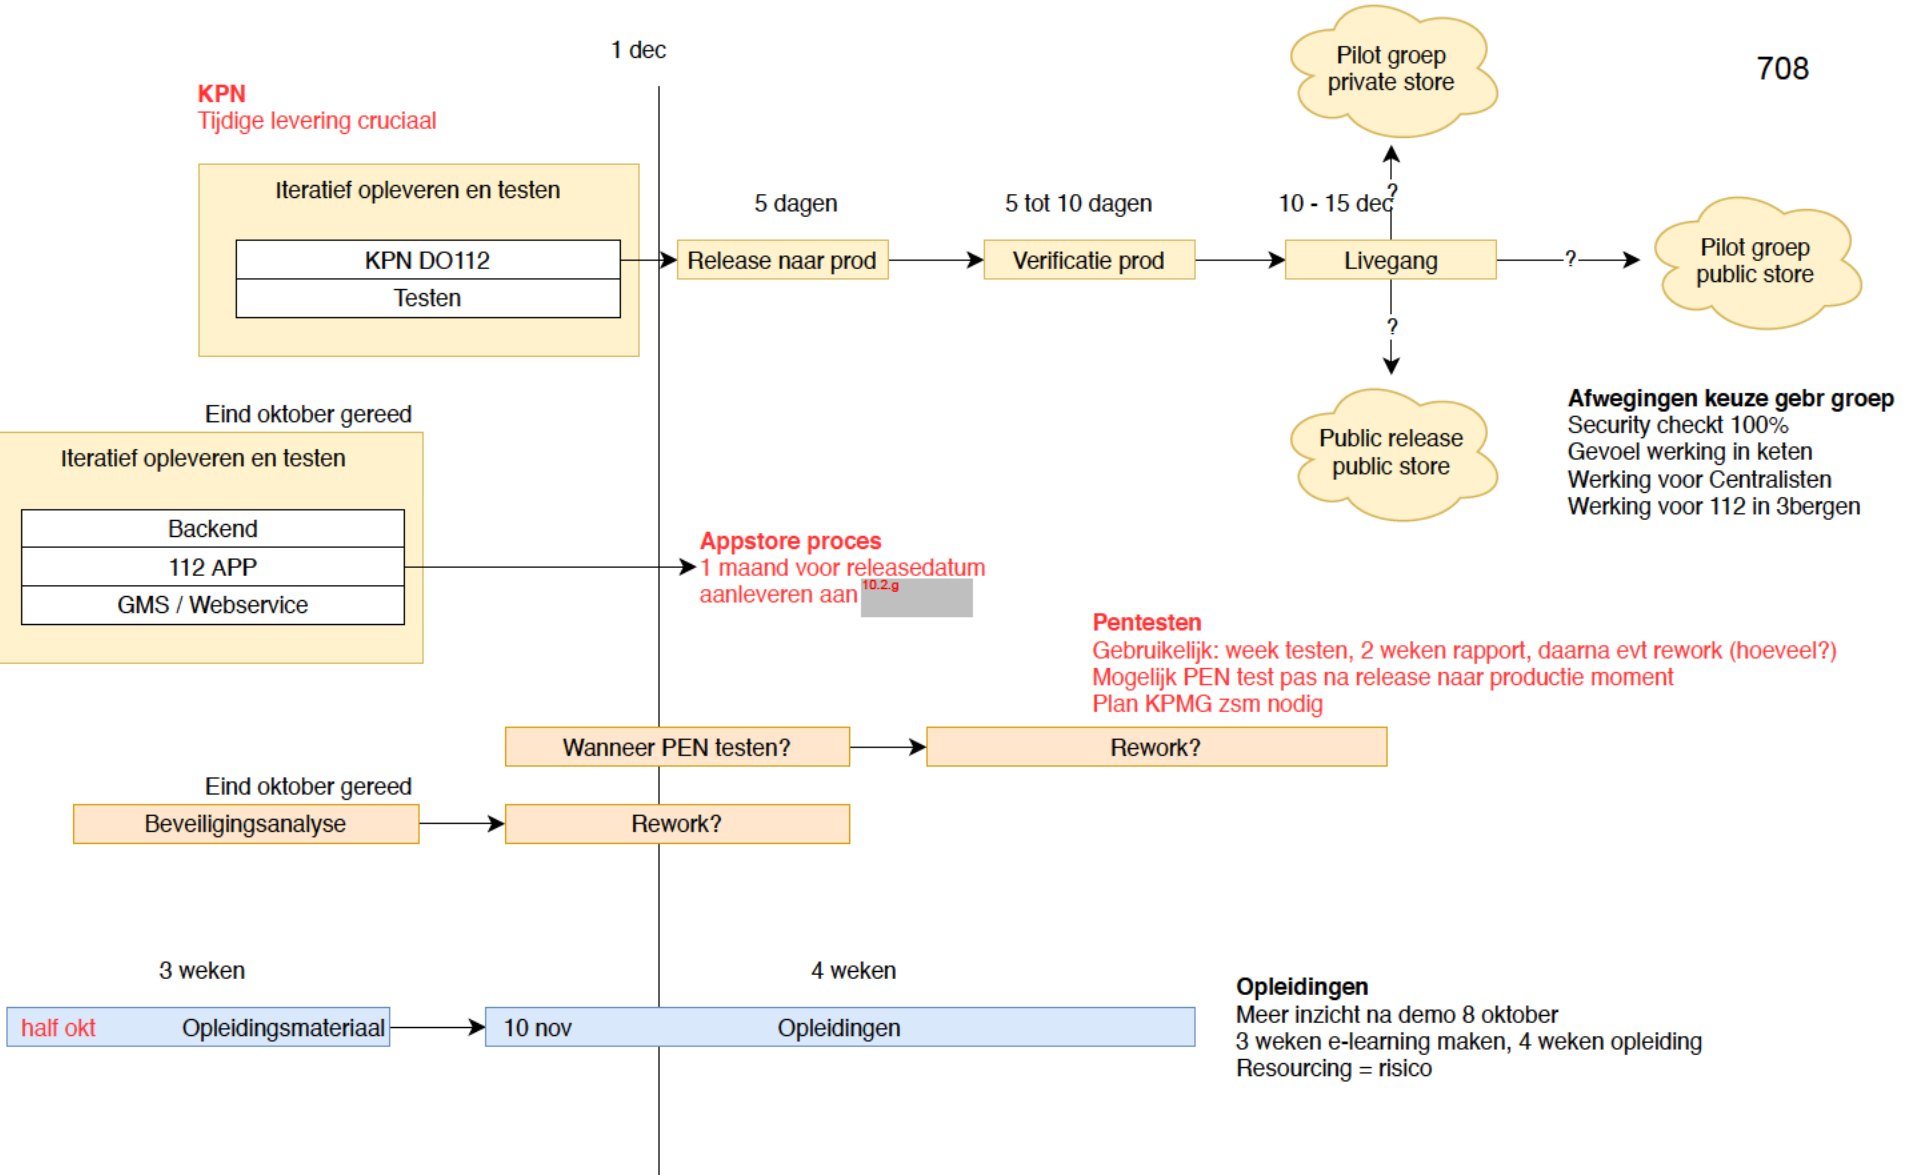 1 dec
708
KPN
Tijdige levering cruciaal
Iteratief opleveren en testen
KPN DO112
Testen
5 dagen
Release naar prod
5 tot 10 dagen
Verificatie prod
10 - 15 dec
Livegang
?
Pilot groep
private store
?
Pilot groep
public store
?
Public release
public store
Afwegingen keuze gebr groep
Security checkt 100%
Gevoel werking in keten
Werking voor Centralisten
Werking voor 112 in 3bergen
Eind oktober gereed
Iteratief opleveren en testen
Backend
112 APP
GMS / Webservice
Appstore proces
1 maand voor releasedatum
aanleveren aan 10.2.g
Pentesten
Gebruikelijk: week testen, 2 weken rapport, daarna evt rework (hoeveel?)
Mogelijk PEN test pas na release naar productie moment
Plan KPMG zsm nodig
Wanneer PEN testen?
Rework?
Eind oktober gereed
Beveiligingsanalyse
Rework?
3 weken
4 weken
half okt Opleidingsmateriaal
10 nov Opleidingen
Opleidingen
Meer inzicht na demo 8 oktober
3 weken e-learning maken, 4 weken opleiding
Resourcing = risico